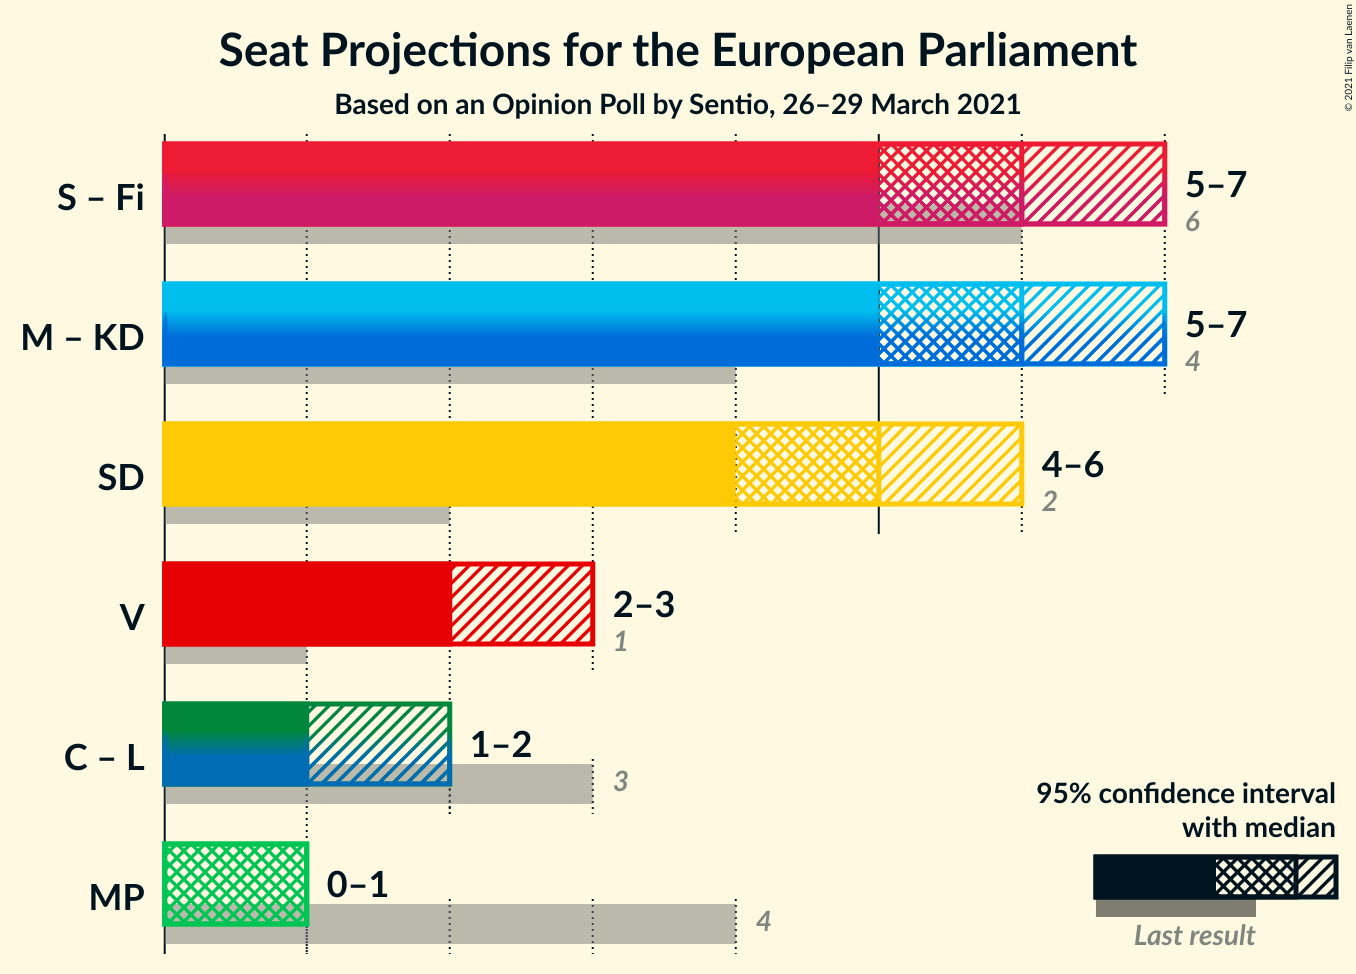 Seat Projections for the European Parliament
Based on an Opinion Poll by Sentio, 26–29 March 2021
© 2021 Filip van Laenen
S – Fi
5–7
6
M – KD
5–7
4
SD
4–6
2
V
2–3
1
C – L
1–2
3
MP
0–1
4
95% confidence interval
with median
Last result